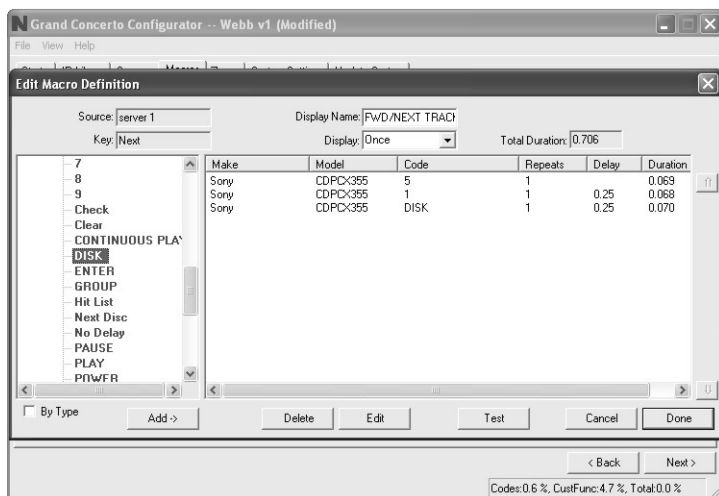 N Grand Concerto Configurator -- Webb v1 (Modified)
File View Help
Edit Macro Definition
Source: server 1 Display Name: FWD/NEXT TRACK
Key: Next Display: Once Total Duration: 0.706
7
8
9
Check
Clear
CONTINUOUS PLA
DISK
ENTER
GROUP
Hit List
Next Disc
No Delay
PAUSE
PLAY
POWER
Make Model Code Repeats Delay Duration
Sony CDPCX355 5 1 0.069
Sony CDPCX355 1 1 0.25 0.068
Sony CDPCX355 DISK 1 0.25 0.070
By Type Add -> Delete Edit Test Cancel Done
< Back Next >
Codes:0.6 %, CustFunc:4.7 %, Total:0.0 %